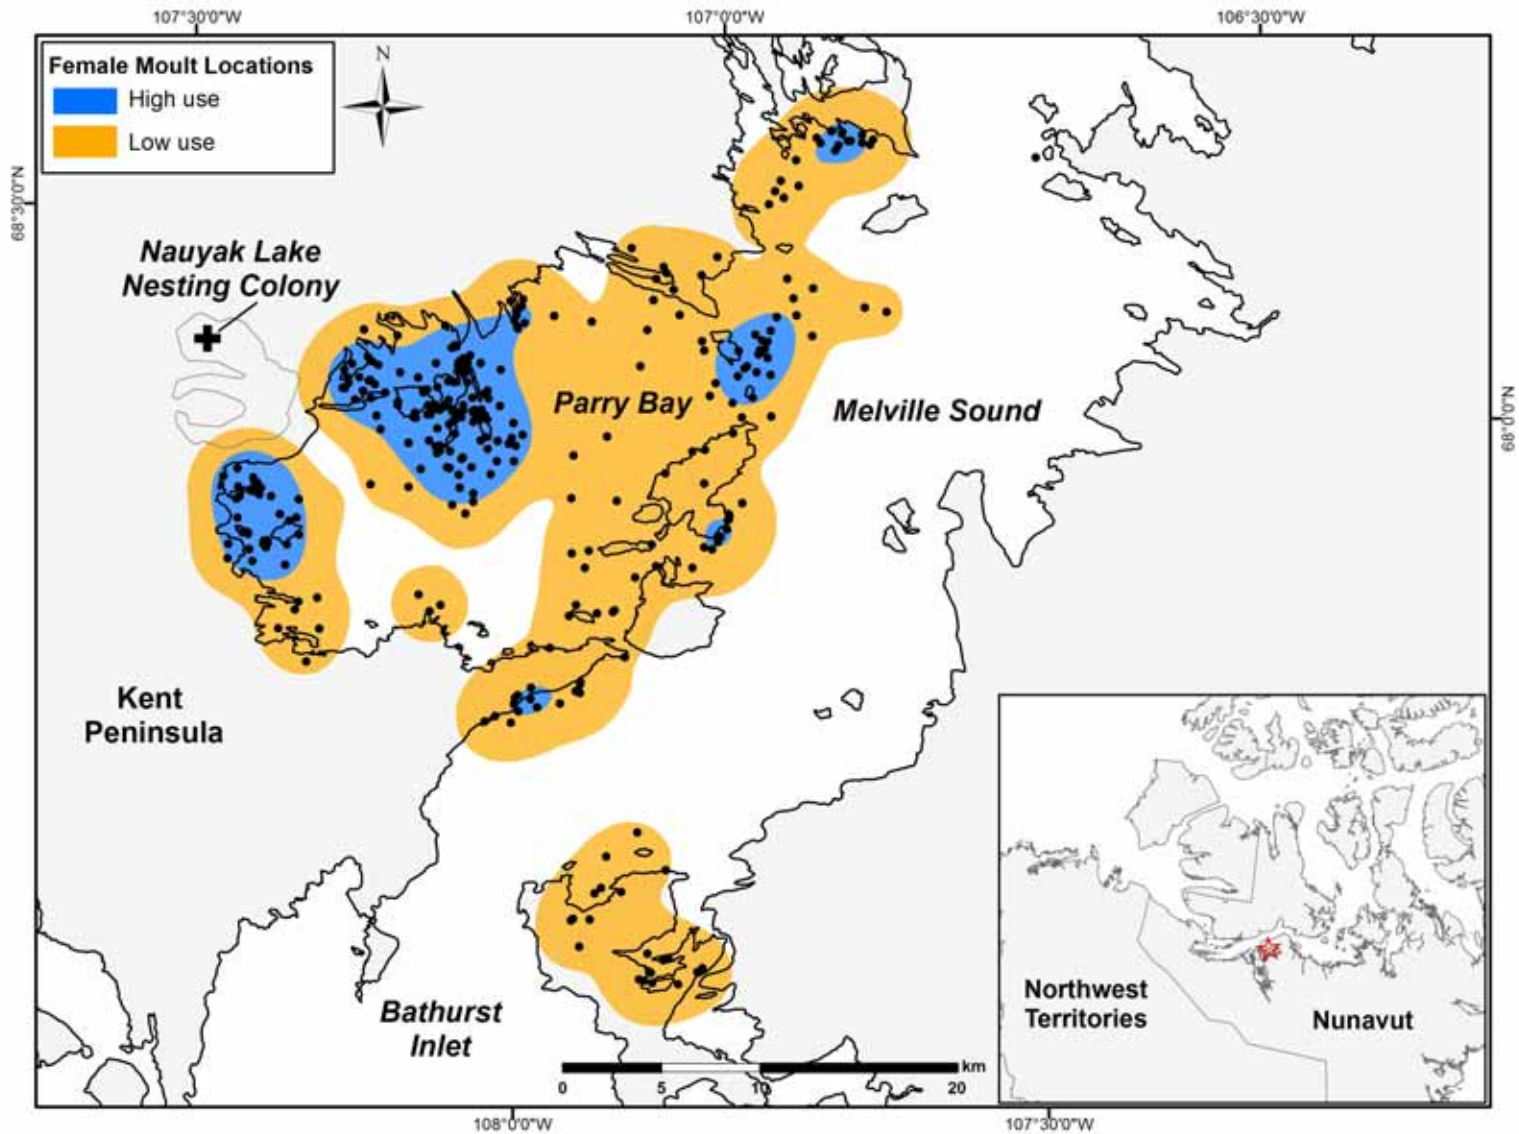 107°30'0"W
107°0'0"W
106°30'0"W
Female Moult Locations
High use
Low use
N
68°30'0"N
Nauyak Lake
Nesting Colony
Parry Bay
Melville Sound
68°0'0"N
Kent
Peninsula
Bathurst
Inlet
Northwest
Territories
Nunavut
km
0
5
10
20
108°0'0"W
107°30'0"W